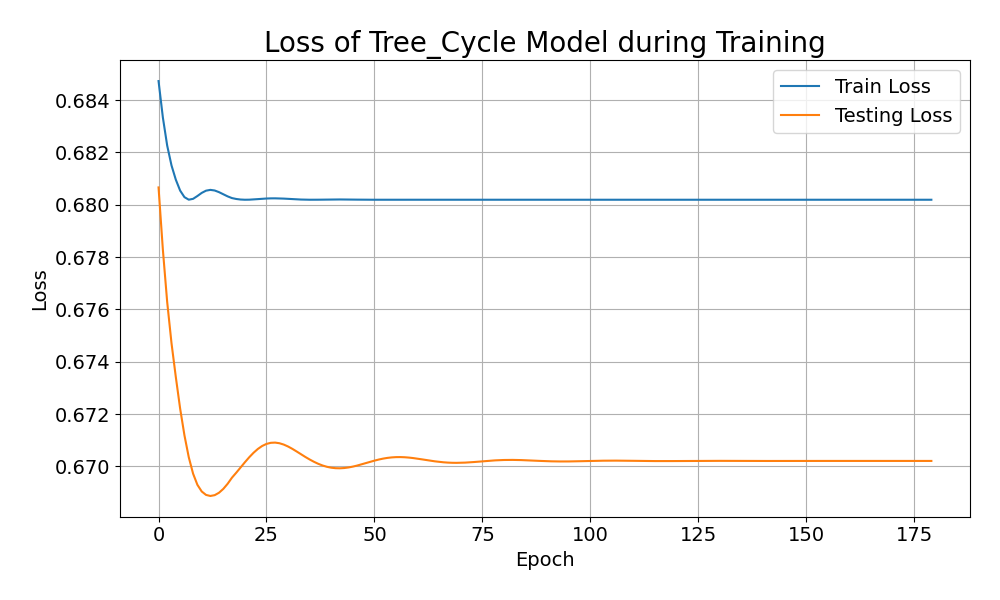 Loss of Tree_Cycle Model during Training
Train Loss
Testing Loss
0.684
0.682
0.680
0.678
0.676
0.674
0.672
0.670
Loss
0 25 50 75 100 125 150 175
Epoch